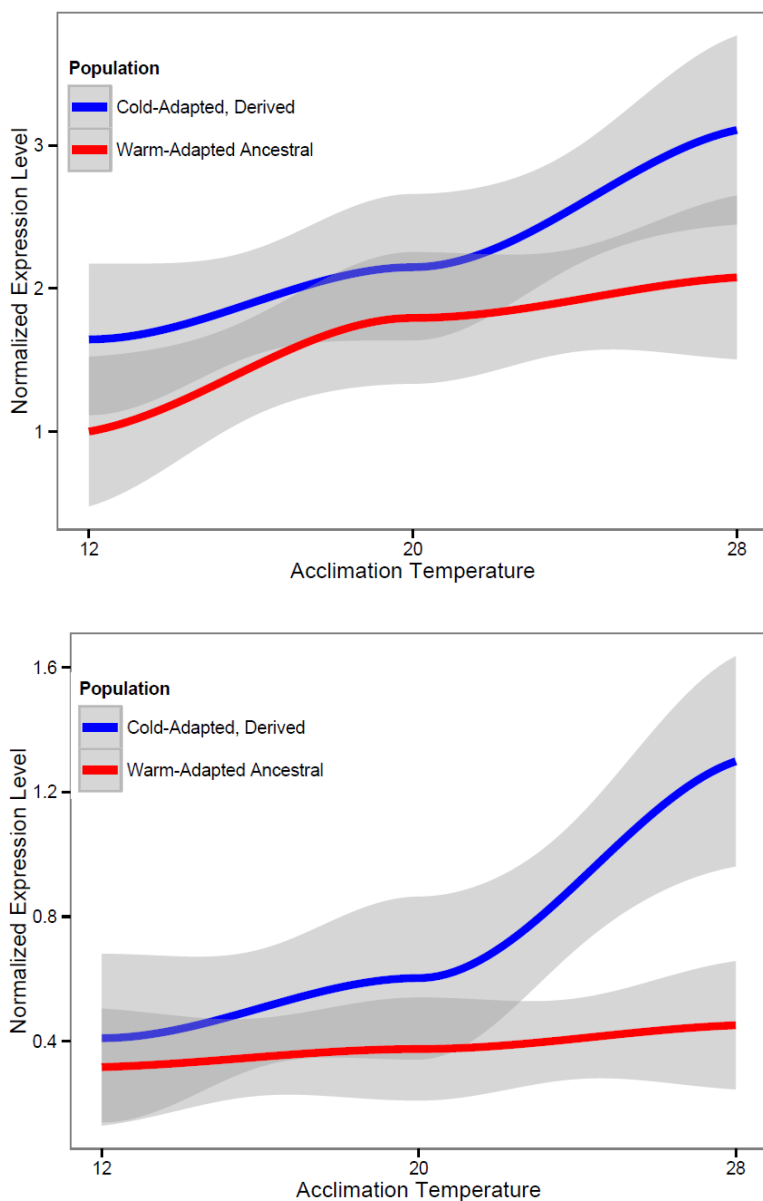 Population
Cold-Adapted, Derived
Warm-Adapted Ancestral
Normalized Expression Level
3
2
1
12 20 28
Acclimation Temperature
Population
Cold-Adapted, Derived
Warm-Adapted Ancestral
Normalized Expression Level
1.6
1.2
0.8
0.4
12 20 28
Acclimation Temperature